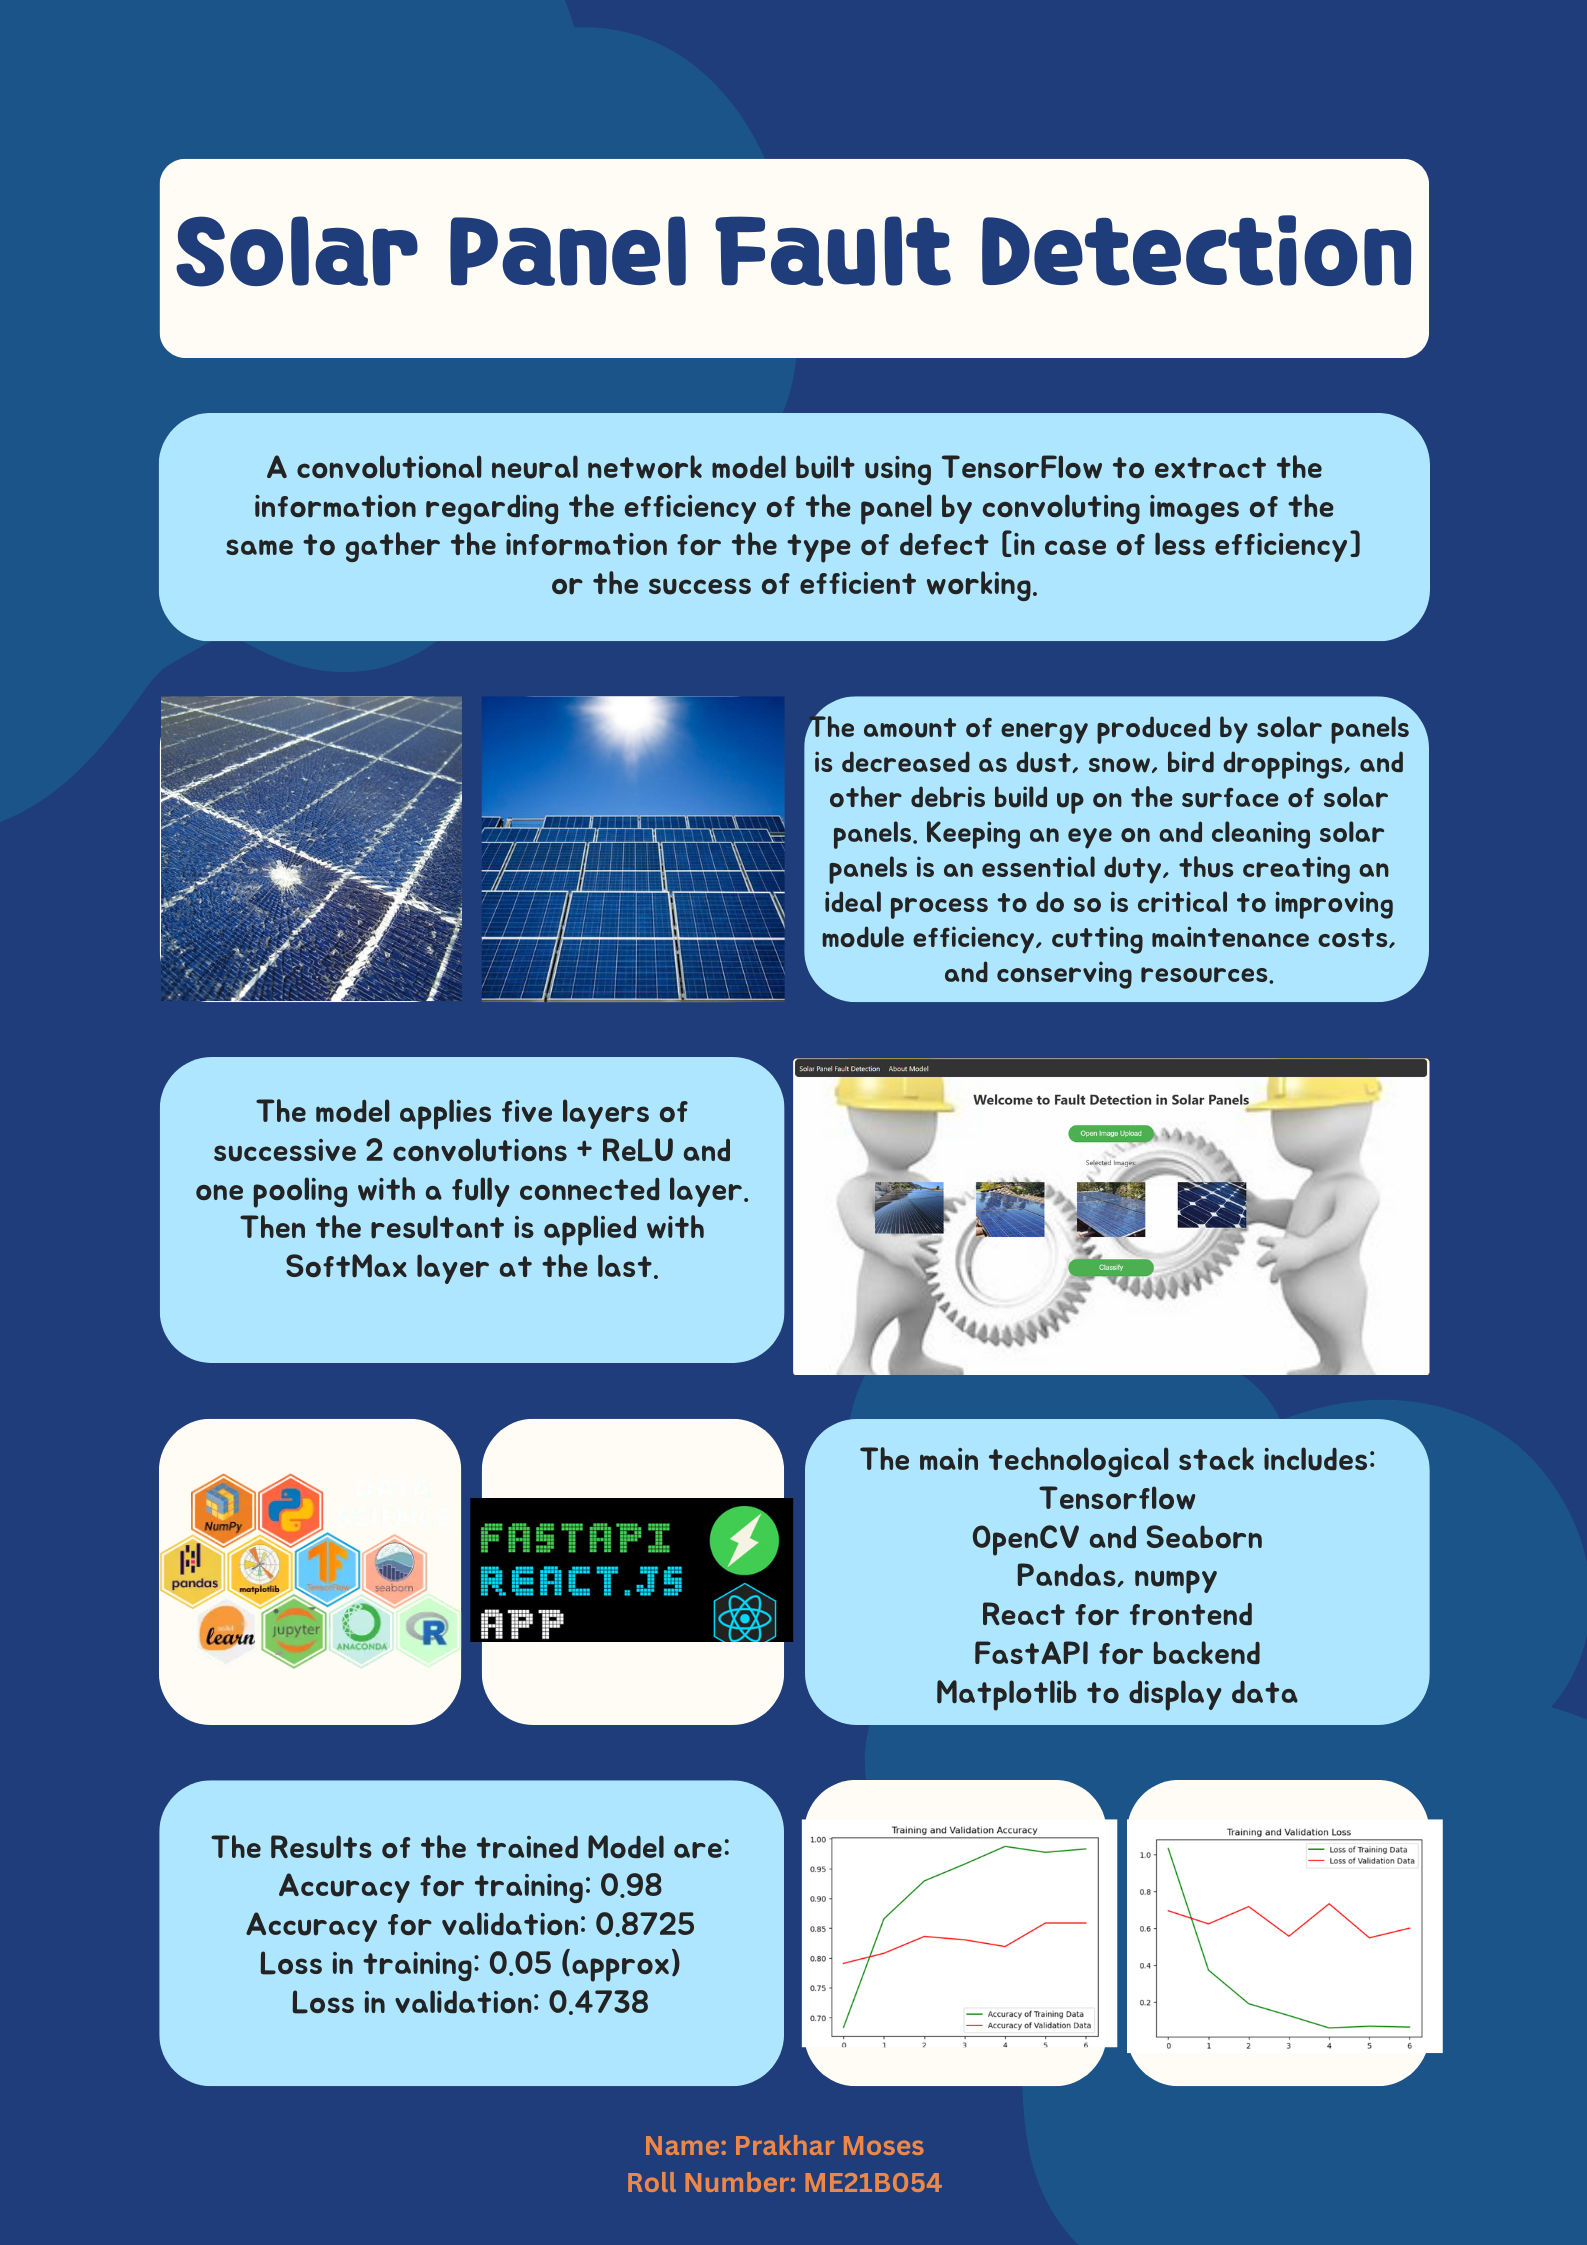 Solar Panel Fault Detection
A convolutional neural network model built using TensorFlow to extract the
information regarding the efficiency of the panel by convoluting images of the
same to gather the information for the type of defect [in case of less efficiency]
or the success of efficient working.
The amount of energy produced by solar panels
is decreased as dust, snow, bird droppings, and
other debris build up on the surface of solar
panels. Keeping an eye on and cleaning solar
panels is an essential duty, thus creating an
ideal process to do so is critical to improving
module efficiency, cutting maintenance costs,
and conserving resources.
The model applies five layers of
successive 2 convolutions + ReLU and
one pooling with a fully connected layer.
Then the resultant is applied with
SoftMax layer at the last.
Solar Panel Fault Detection About Model
Welcome to Fault Detection in Solar Panels
Open Image Upload
Selected Images
Classify
NumPy
pandas
matplotlib
TensorFlow
seaborn
learn
jupyter
ANACONDA
R
FASTAPI
REACT.JS
APP
The main technological stack includes:
Tensorflow
OpenCV and Seaborn
Pandas, numpy
React for frontend
FastAPI for backend
Matplotlib to display data
The Results of the trained Model are:
Accuracy for training: 0.98
Accuracy for validation: 0.8725
Loss in training: 0.05 (approx)
Loss in validation: 0.4738
Training and Validation Accuracy
1.00
0.95
0.90
0.85
0.80
0.75
0.70
Accuracy of Training Data
Accuracy of Validation Data
0 1 2 3 4 5 6
Training and Validation Loss
Loss of Training Data
Loss of Validation Data
1.0
0.8
0.6
0.4
0.2
0 1 2 3 4 5 6
Name: Prakhar Moses
Roll Number: ME21B054